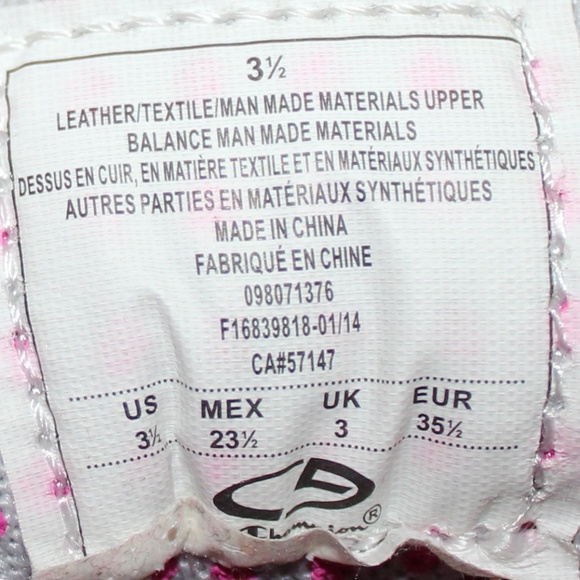 3½
LEATHER/TEXTILE/MAN MADE MATERIALS UPPER
BALANCE MAN MADE MATERIALS
DESSUS EN CUIR, EN MATIÈRE TEXTILE ET EN MATÉRIAUX SYNTHÉTIQUES
AUTRES PARTIES EN MATÉRIAUX SYNTHÉTIQUES
MADE IN CHINA
FABRIQUÉ EN CHINE
098071376
F16839818-01/14
CA#57147
US MEX UK EUR
3½ 23½ 3 35½
Champion®